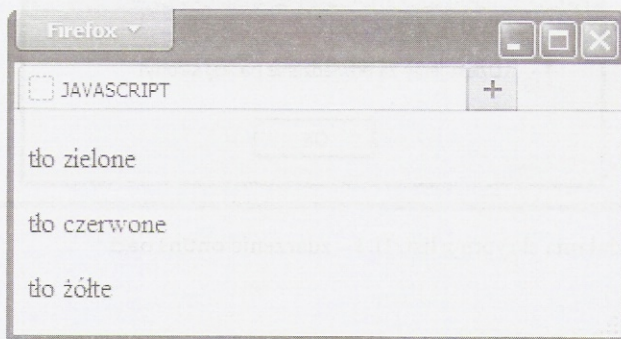 Firefox
JAVASCRIPT
+
tło zielone
tło czerwone
tło żółte